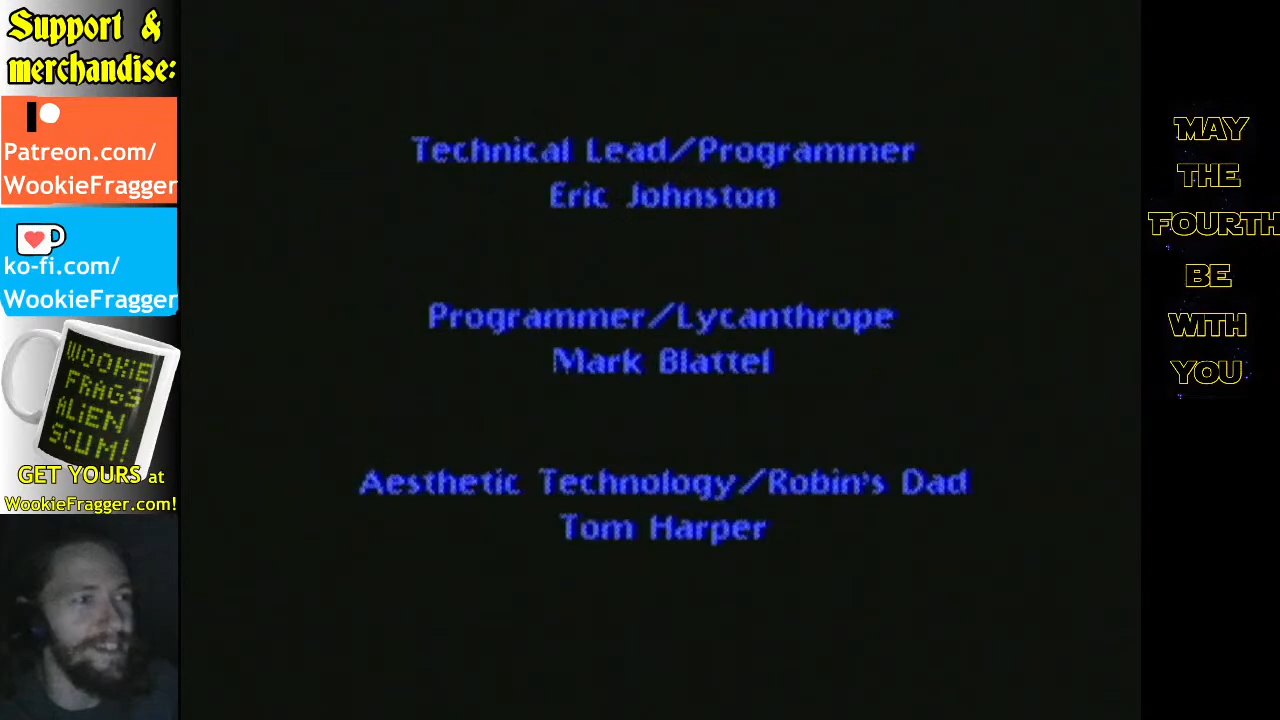 Support &
merchandise:
Patreon.com/
WookieFragger
ko-fi.com/
WookieFragger
WOOKiE
FRAGS
ALiEN
SCUM!
GET YOURS at
WookieFragger.com!
Technical Lead/Programmer
Eric Johnston
Programmer/Lycanthrope
Mark Blattel
Aesthetic Technology/Robin's Dad
Tom Harper
MAY
THE
FOURTH
BE
WITH
YOU